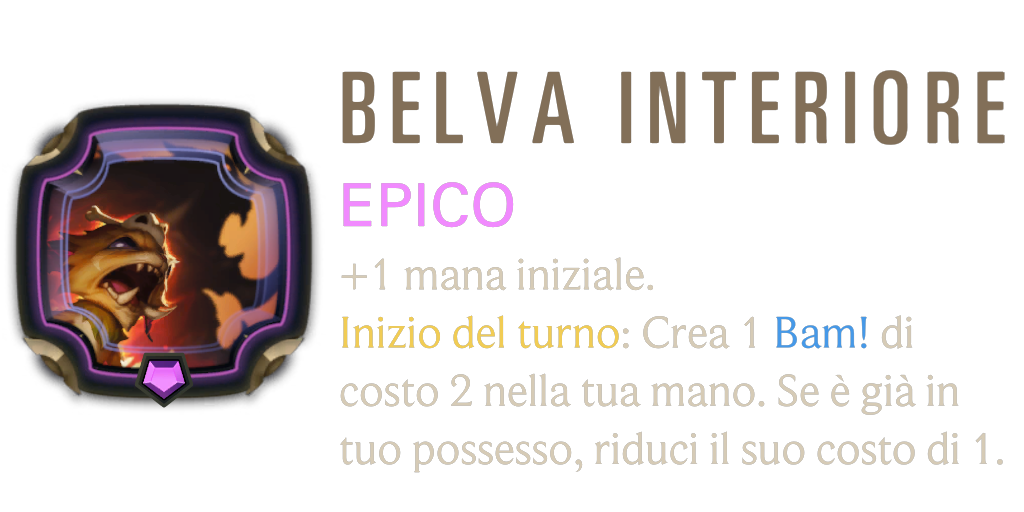 BELVA INTERIORE
EPICO
+1 mana iniziale.
Inizio del turno: Crea 1 Bam! di
costo 2 nella tua mano. Se è già in
tuo possesso, riduci il suo costo di 1.